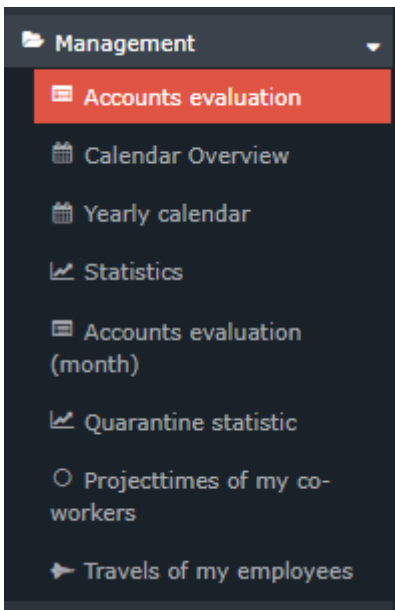 Management
Accounts evaluation
Calendar Overview
Yearly calendar
Statistics
Accounts evaluation
(month)
Quarantine statistic
Projecttimes of my co-
workers
Travels of my employees